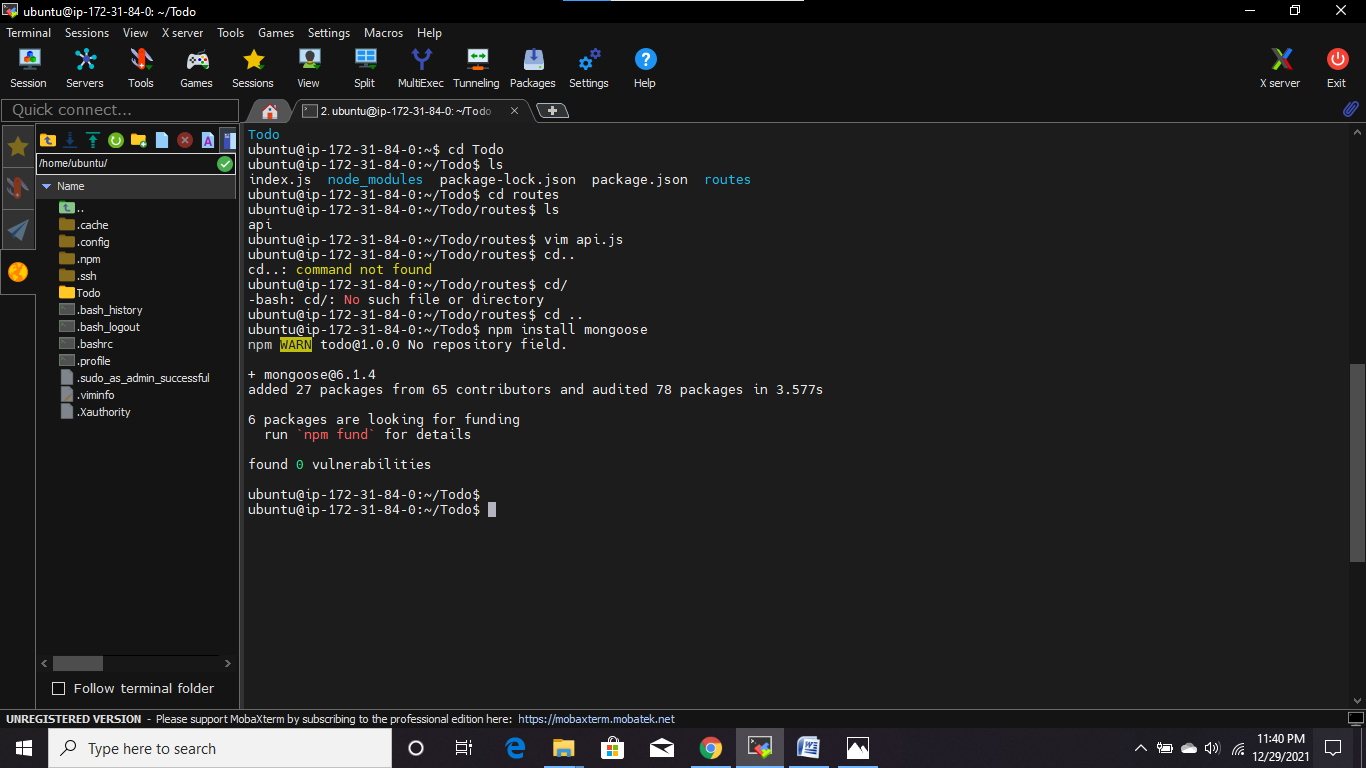 ubuntu@ip-172-31-84-0: ~/Todo
Terminal Sessions View X server Tools Games Settings Macros Help
Session Servers Tools Games Sessions View Split MultiExec Tunneling Packages Settings Help X server Exit
Quick connect...
2. ubuntu@ip-172-31-84-0: ~/Todo
/home/ubuntu/
Name
..
.cache
.config
.npm
.ssh
Todo
.bash_history
.bash_logout
.bashrc
.profile
.sudo_as_admin_successful
.viminfo
.Xauthority
Follow terminal folder
Todo
ubuntu@ip-172-31-84-0:~$ cd Todo
ubuntu@ip-172-31-84-0:~/Todo$ ls
index.js  node_modules  package-lock.json  package.json  routes
ubuntu@ip-172-31-84-0:~/Todo$ cd routes
ubuntu@ip-172-31-84-0:~/Todo/routes$ ls
api
ubuntu@ip-172-31-84-0:~/Todo/routes$ vim api.js
ubuntu@ip-172-31-84-0:~/Todo/routes$ cd..
cd..: command not found
ubuntu@ip-172-31-84-0:~/Todo/routes$ cd/
-bash: cd/: No such file or directory
ubuntu@ip-172-31-84-0:~/Todo/routes$ cd ..
ubuntu@ip-172-31-84-0:~/Todo$ npm install mongoose
npm WARN todo@1.0.0 No repository field.
+ mongoose@6.1.4
added 27 packages from 65 contributors and audited 78 packages in 3.577s
6 packages are looking for funding
  run `npm fund` for details
found 0 vulnerabilities
ubuntu@ip-172-31-84-0:~/Todo$
ubuntu@ip-172-31-84-0:~/Todo$
UNREGISTERED VERSION - Please support MobaXterm by subscribing to the professional edition here: https://mobaxterm.mobatek.net
Type here to search
11:40 PM
12/29/2021